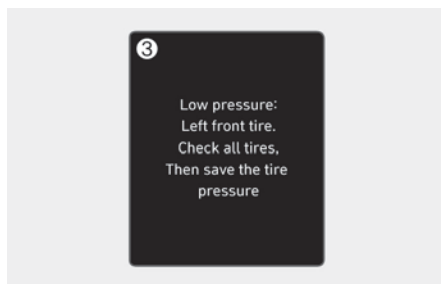 3
Low pressure:
Left front tire.
Check all tires,
Then save the tire
pressure